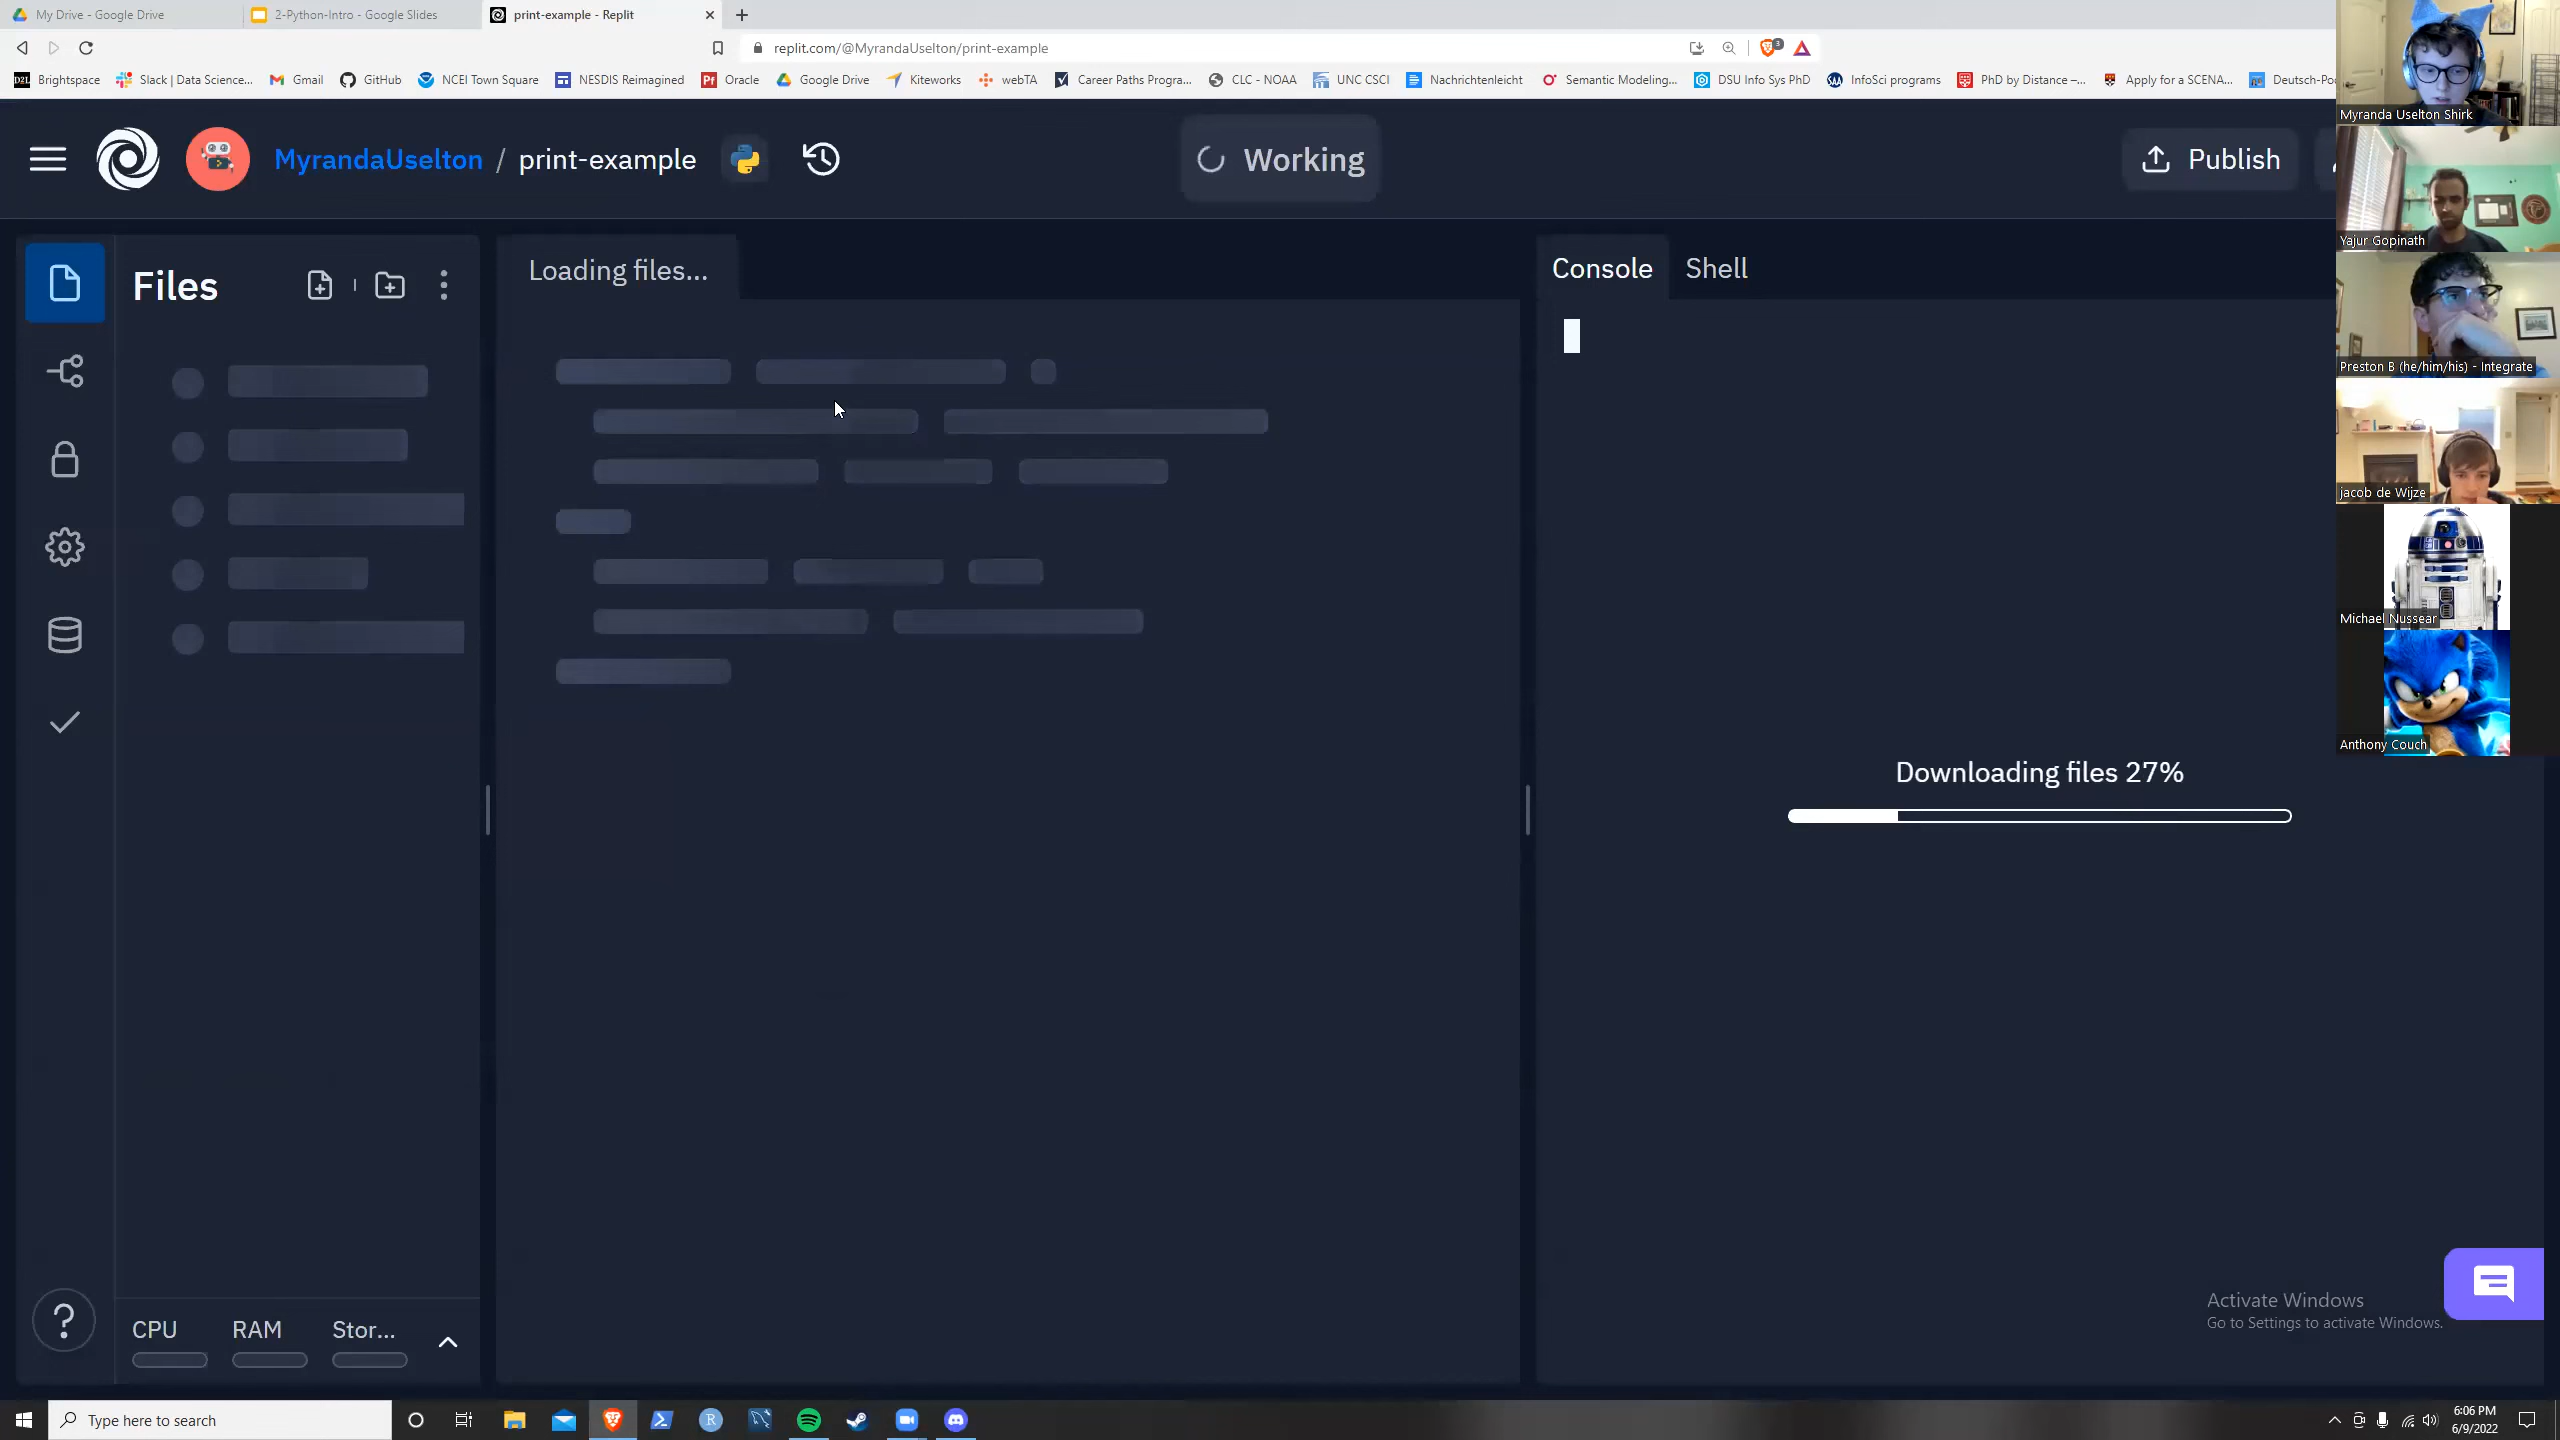 My Drive - Google Drive
2-Python-Intro - Google Slides
print-example - Replit
replit.com/@MyrandaUselton/print-example
3
D2L Brightspace
Slack | Data Science...
Gmail
GitHub
NCEI Town Square
NESDIS Reimagined
Oracle
Google Drive
Kiteworks
webTA
Career Paths Progra...
CLC - NOAA
UNC CSCI
Nachrichtenleicht
Semantic Modeling...
DSU Info Sys PhD
InfoSci programs
PhD by Distance –...
Apply for a SCENA...
Deutsch-Po
MyrandaUselton / print-example
Working
Publish
Files
Loading files...
Console
Shell
Downloading files 27%
Myranda Uselton Shirk
Yajur Gopinath
Preston B (he/him/his) - Integrate
jacob de Wijze
Michael Nussear
Anthony Couch
CPU
RAM
Stor...
Activate Windows
Go to Settings to activate Windows.
Type here to search
6:06 PM
6/9/2022